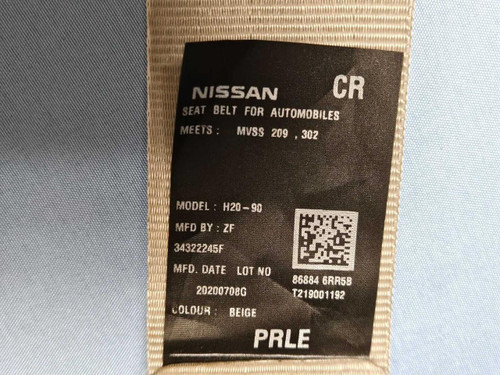 NISSAN CR
SEAT BELT FOR AUTOMOBILES
MEETS: MVSS 209 , 302
MODEL: H20-90
MFD BY: ZF
34322245F
MFD. DATE LOT NO
20200708G
COLOUR: BEIGE
86884 6RR5B
T219001192
PRLE